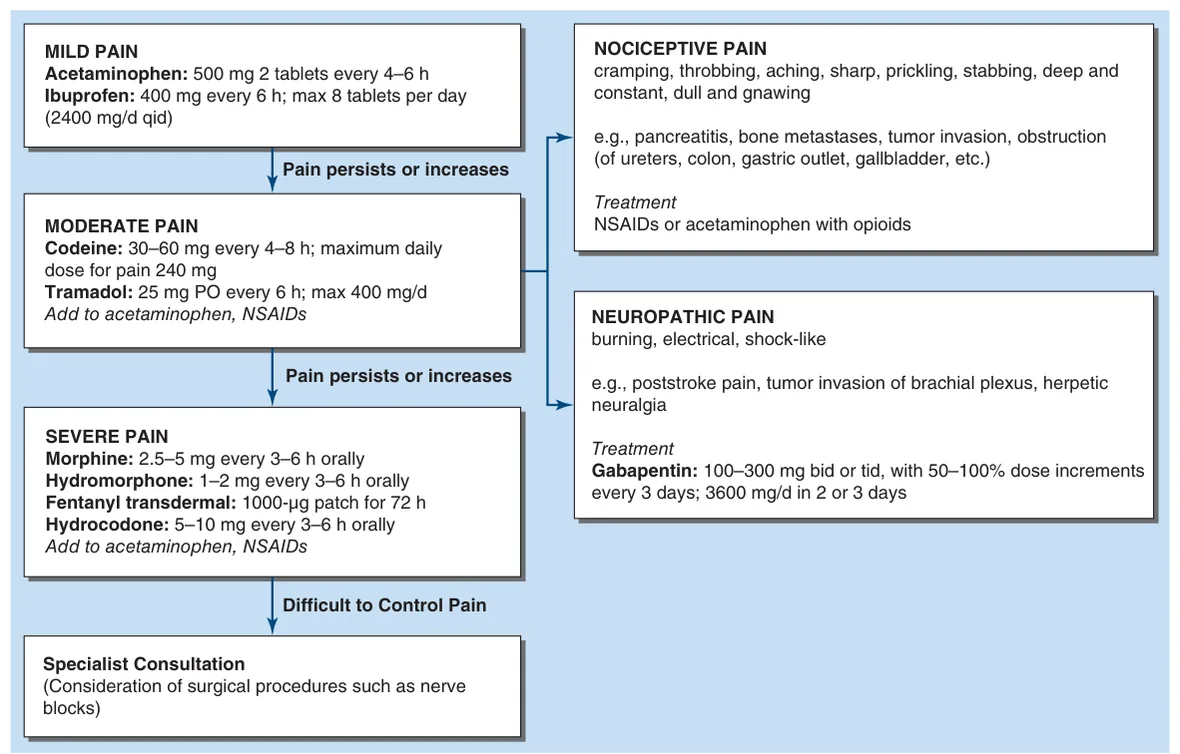 MILD PAIN
Acetaminophen: 500 mg 2 tablets every 4–6 h
Ibuprofen: 400 mg every 6 h; max 8 tablets per day
(2400 mg/d qid)
Pain persists or increases
MODERATE PAIN
Codeine: 30–60 mg every 4–8 h; maximum daily
dose for pain 240 mg
Tramadol: 25 mg PO every 6 h; max 400 mg/d
Add to acetaminophen, NSAIDs
Pain persists or increases
SEVERE PAIN
Morphine: 2.5–5 mg every 3–6 h orally
Hydromorphone: 1–2 mg every 3–6 h orally
Fentanyl transdermal: 1000-μg patch for 72 h
Hydrocodone: 5–10 mg every 3–6 h orally
Add to acetaminophen, NSAIDs
Difficult to Control Pain
Specialist Consultation
(Consideration of surgical procedures such as nerve
blocks)
NOCICEPTIVE PAIN
cramping, throbbing, aching, sharp, prickling, stabbing, deep and
constant, dull and gnawing
e.g., pancreatitis, bone metastases, tumor invasion, obstruction
(of ureters, colon, gastric outlet, gallbladder, etc.)
Treatment
NSAIDs or acetaminophen with opioids
NEUROPATHIC PAIN
burning, electrical, shock-like
e.g., poststroke pain, tumor invasion of brachial plexus, herpetic
neuralgia
Treatment
Gabapentin: 100–300 mg bid or tid, with 50–100% dose increments
every 3 days; 3600 mg/d in 2 or 3 days